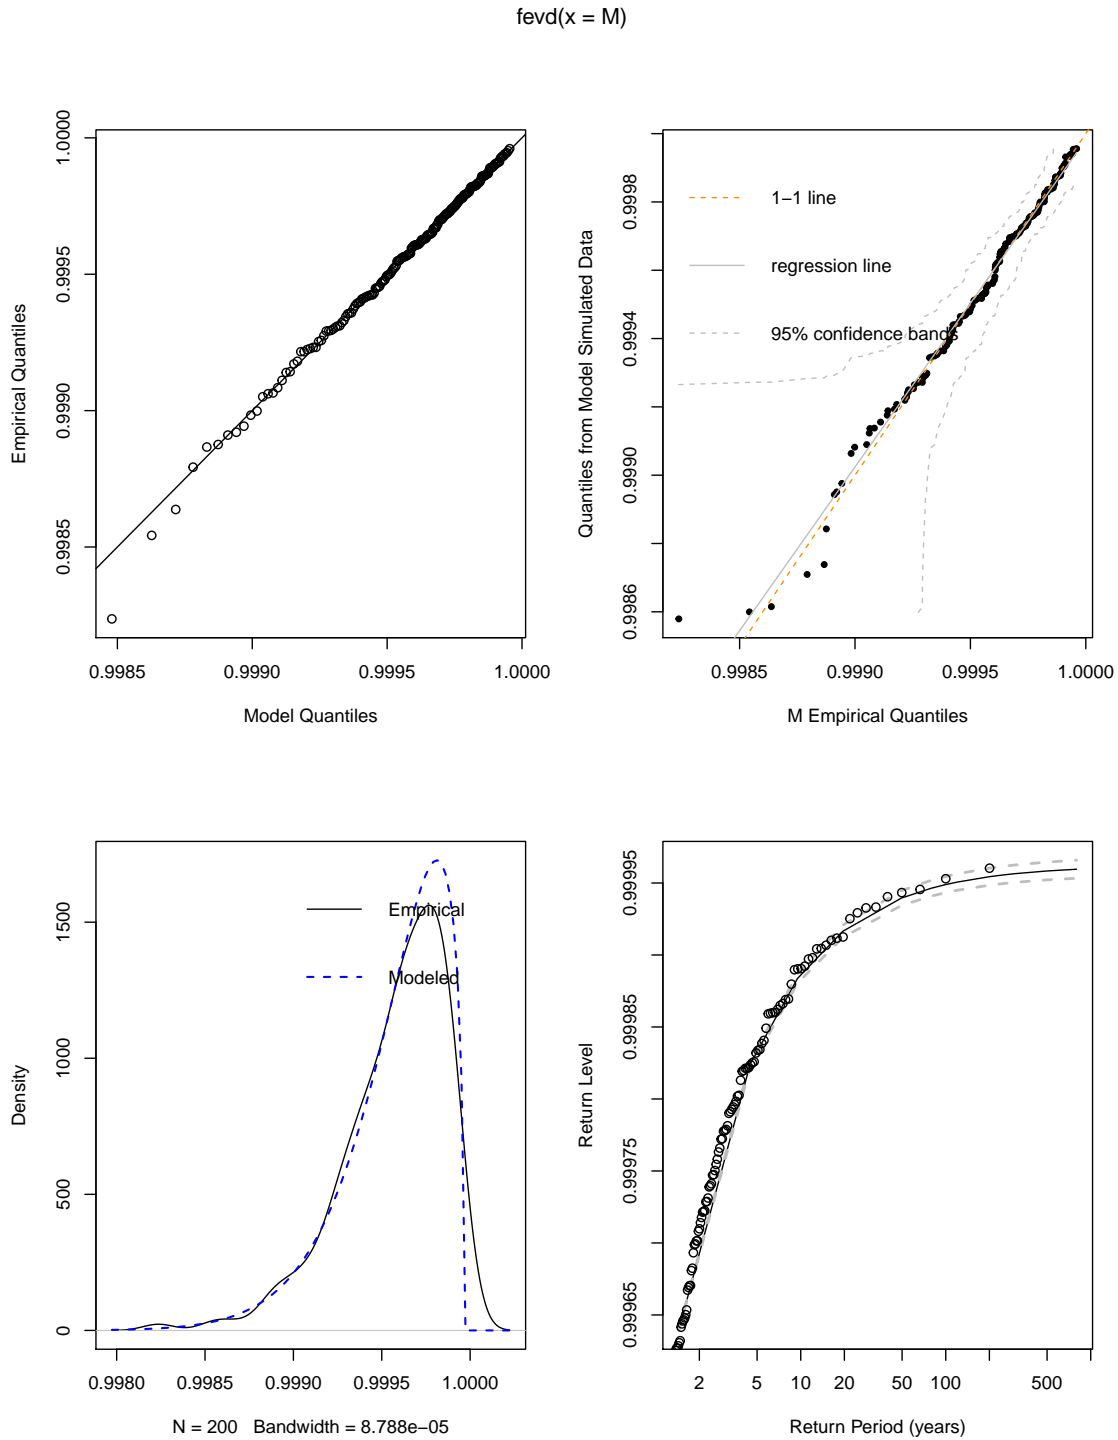 fevd(x = M)
1.0000
0.9995
0.9990
0.9985
Empirical Quantiles
0.9985 0.9990 0.9995 1.0000
Model Quantiles
0.9998
0.9994
0.9990
0.9986
Quantiles from Model Simulated Data
1−1 line
regression line
95% confidence bands
0.9985 0.9990 0.9995 1.0000
M Empirical Quantiles
1500
1000
500
0
Density
Empirical
Modeled
0.9980 0.9985 0.9990 0.9995 1.0000
N = 200 Bandwidth = 8.788e−05
0.99995
0.99985
0.99975
0.99965
Return Level
2 5 10 20 50 100 500
Return Period (years)